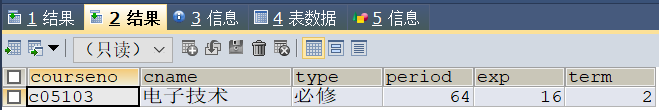 1 结果 2 结果 3 信息 4 表数据 5 信息
（只读）
courseno cname type period exp term
c05103 电子技术 必修 64 16 2